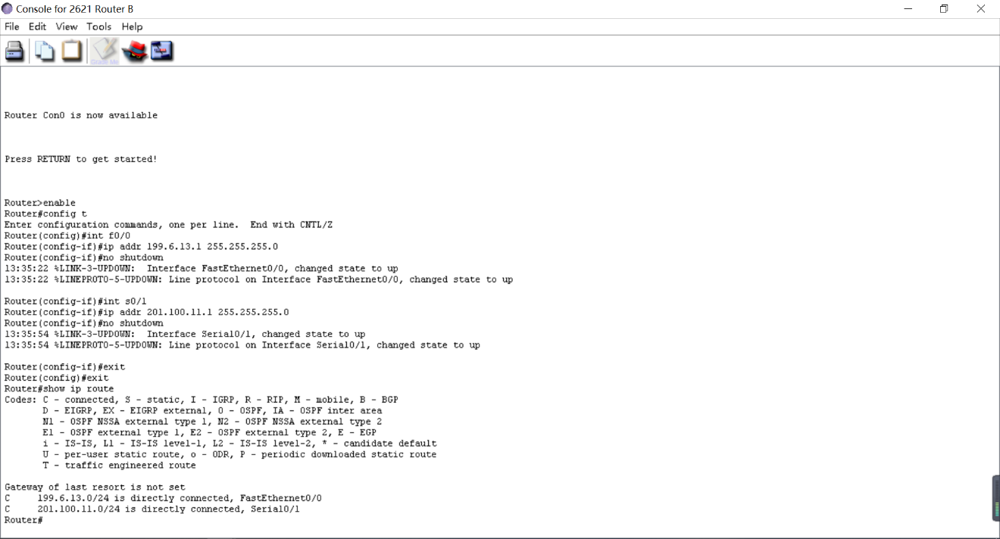 Console for 2621 Router B
File Edit View Tools Help
Grade Me
Router Con0 is now available
Press RETURN to get started!
Router>enable
Router#config t
Enter configuration commands, one per line.  End with CNTL/Z
Router(config)#int f0/0
Router(config-if)#ip addr 199.6.13.1 255.255.255.0
Router(config-if)#no shutdown
13:35:22 %LINK-3-UPDOWN:  Interface FastEthernet0/0, changed state to up
13:35:22 %LINEPROTO-5-UPDOWN: Line protocol on Interface FastEthernet0/0, changed state to up
Router(config-if)#int s0/1
Router(config-if)#ip addr 201.100.11.1 255.255.255.0
Router(config-if)#no shutdown
13:35:54 %LINK-3-UPDOWN:  Interface Serial0/1, changed state to up
13:35:54 %LINEPROTO-5-UPDOWN: Line protocol on Interface Serial0/1, changed state to up
Router(config-if)#exit
Router(config)#exit
Router#show ip route
Codes: C - connected, S - static, I - IGRP, R - RIP, M - mobile, B - BGP
       D - EIGRP, EX - EIGRP external, O - OSPF, IA - OSPF inter area
       N1 - OSPF NSSA external type 1, N2 - OSPF NSSA external type 2
       E1 - OSPF external type 1, E2 - OSPF external type 2, E - EGP
       i - IS-IS, L1 - IS-IS level-1, L2 - IS-IS level-2, * - candidate default
       U - per-user static route, o - ODR, P - periodic downloaded static route
       T - traffic engineered route
Gateway of last resort is not set
C     199.6.13.0/24 is directly connected, FastEthernet0/0
C     201.100.11.0/24 is directly connected, Serial0/1
Router#